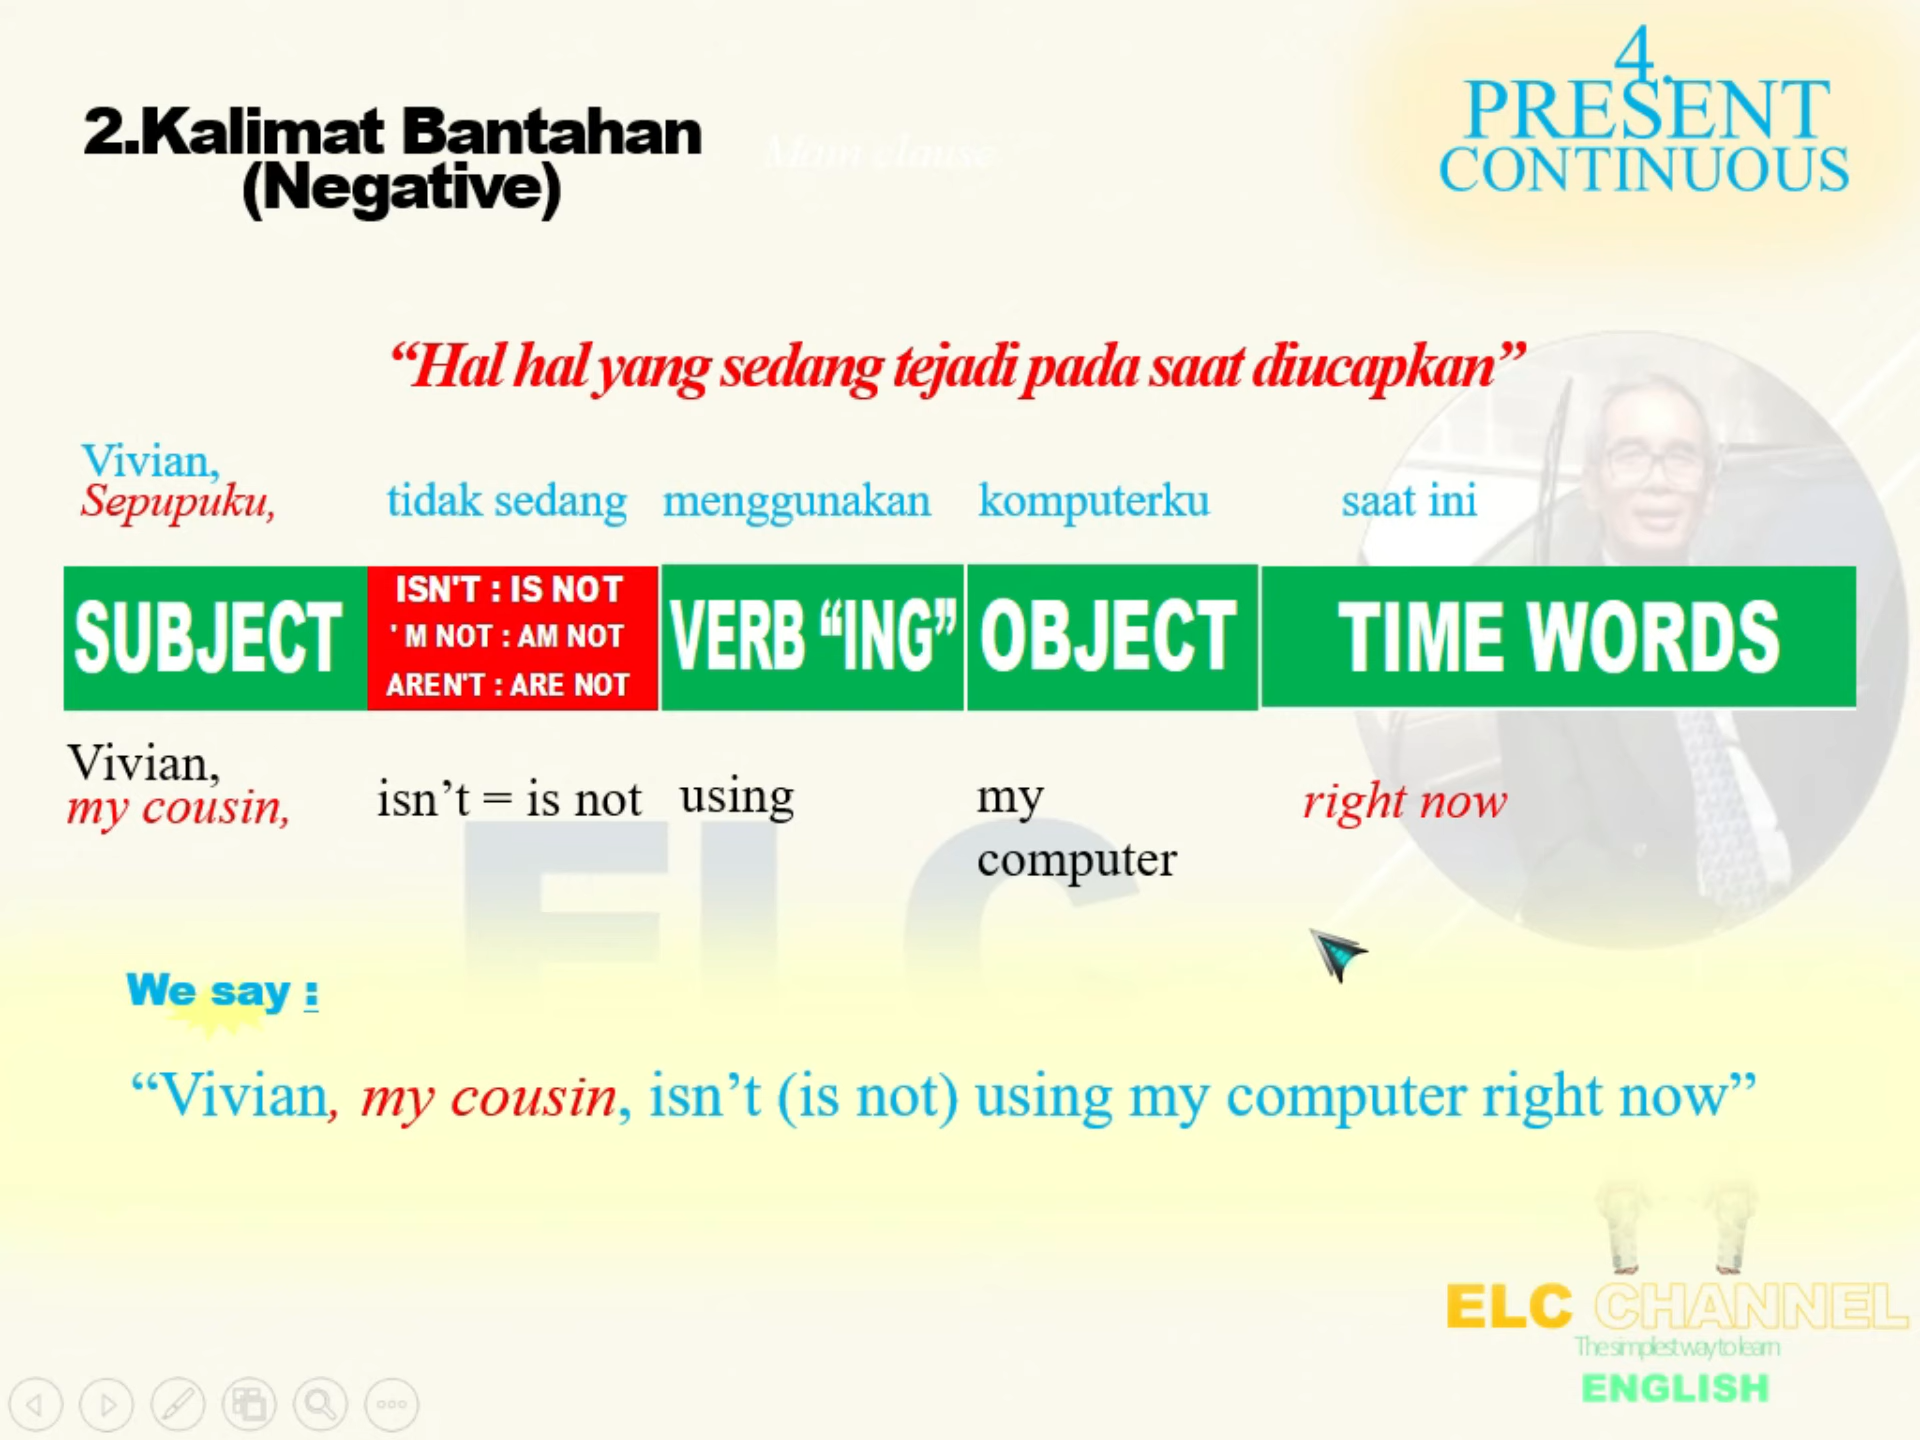 4.
PRESENT
CONTINUOUS
2.Kalimat Bantahan
(Negative)
Main clause
“Hal hal yang sedang tejadi pada saat diucapkan”
Vivian,
Sepupuku,
tidak sedang
menggunakan
komputerku
saat ini
SUBJECT
ISN'T : IS NOT
' M NOT : AM NOT
AREN'T : ARE NOT
VERB “ING”
OBJECT
TIME WORDS
Vivian,
my cousin,
isn’t = is not
using
my
computer
right now
ELC
We say :
“Vivian, my cousin, isn’t (is not) using my computer right now”
ELC CHANNEL
The simplest way to learn
ENGLISH